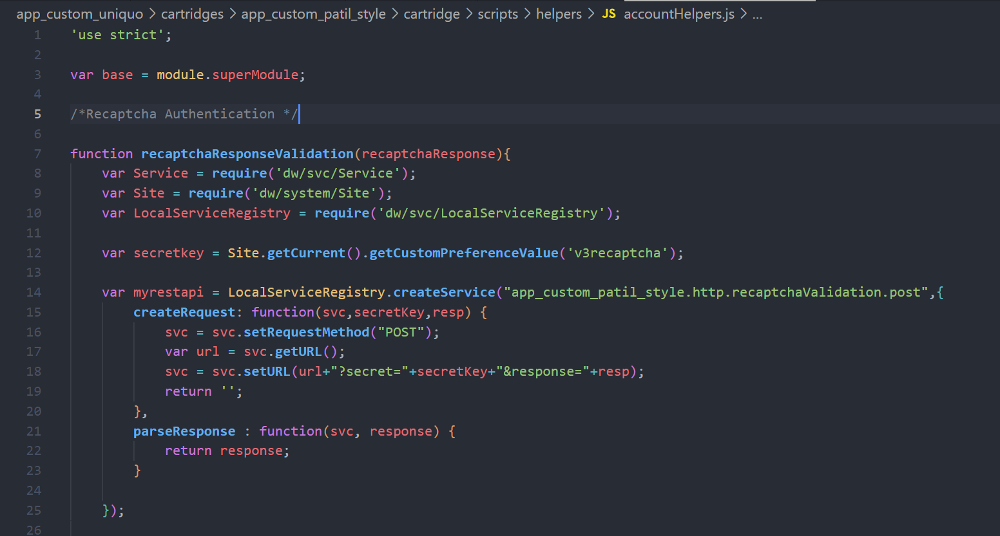 app_custom_uniquo > cartridges > app_custom_patil_style > cartridge > scripts > helpers > JS accountHelpers.js > ...
1 'use strict';
2
3 var base = module.superModule;
4
5 /*Recaptcha Authentication */
6
7 function recaptchaResponseValidation(recaptchaResponse){
8     var Service = require('dw/svc/Service');
9     var Site = require('dw/system/Site');
10     var LocalServiceRegistry = require('dw/svc/LocalServiceRegistry');
11
12     var secretkey = Site.getCurrent().getCustomPreferenceValue('v3recaptcha');
13
14     var myrestapi = LocalServiceRegistry.createService("app_custom_patil_style.http.recaptchaValidation.post",{
15         createRequest: function(svc,secretKey,resp) {
16             svc = svc.setRequestMethod("POST");
17             var url = svc.getURL();
18             svc = svc.setURL(url+"?secret="+secretKey+"&response="+resp);
19             return '';
20         },
21         parseResponse : function(svc, response) {
22             return response;
23         }
24
25     });
26